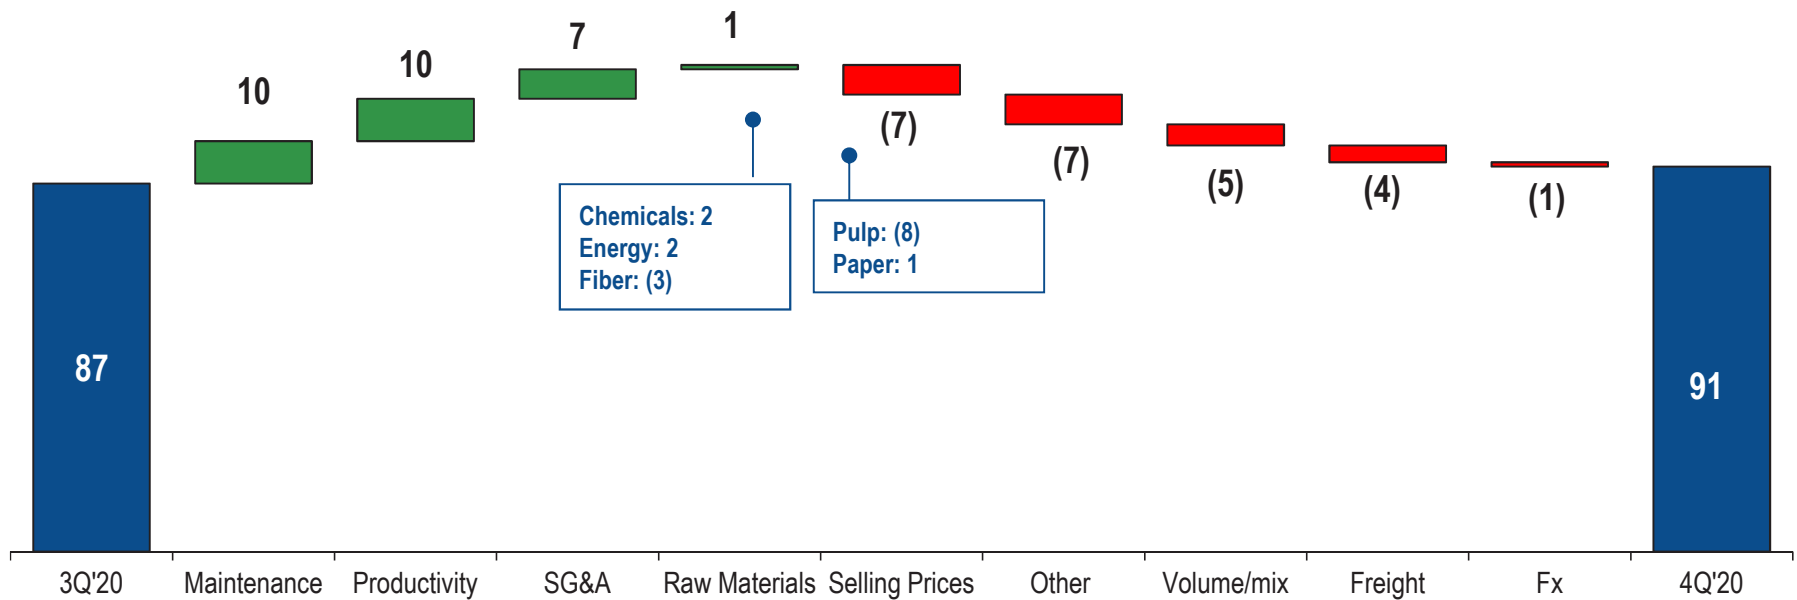 10
10
7
1
(7)
(7)
(5)
(4)
(1)
Chemicals: 2
Energy: 2
Fiber: (3)
Pulp: (8)
Paper: 1
87
91
3Q'20 Maintenance Productivity SG&A Raw Materials Selling Prices Other Volume/mix Freight Fx 4Q'20